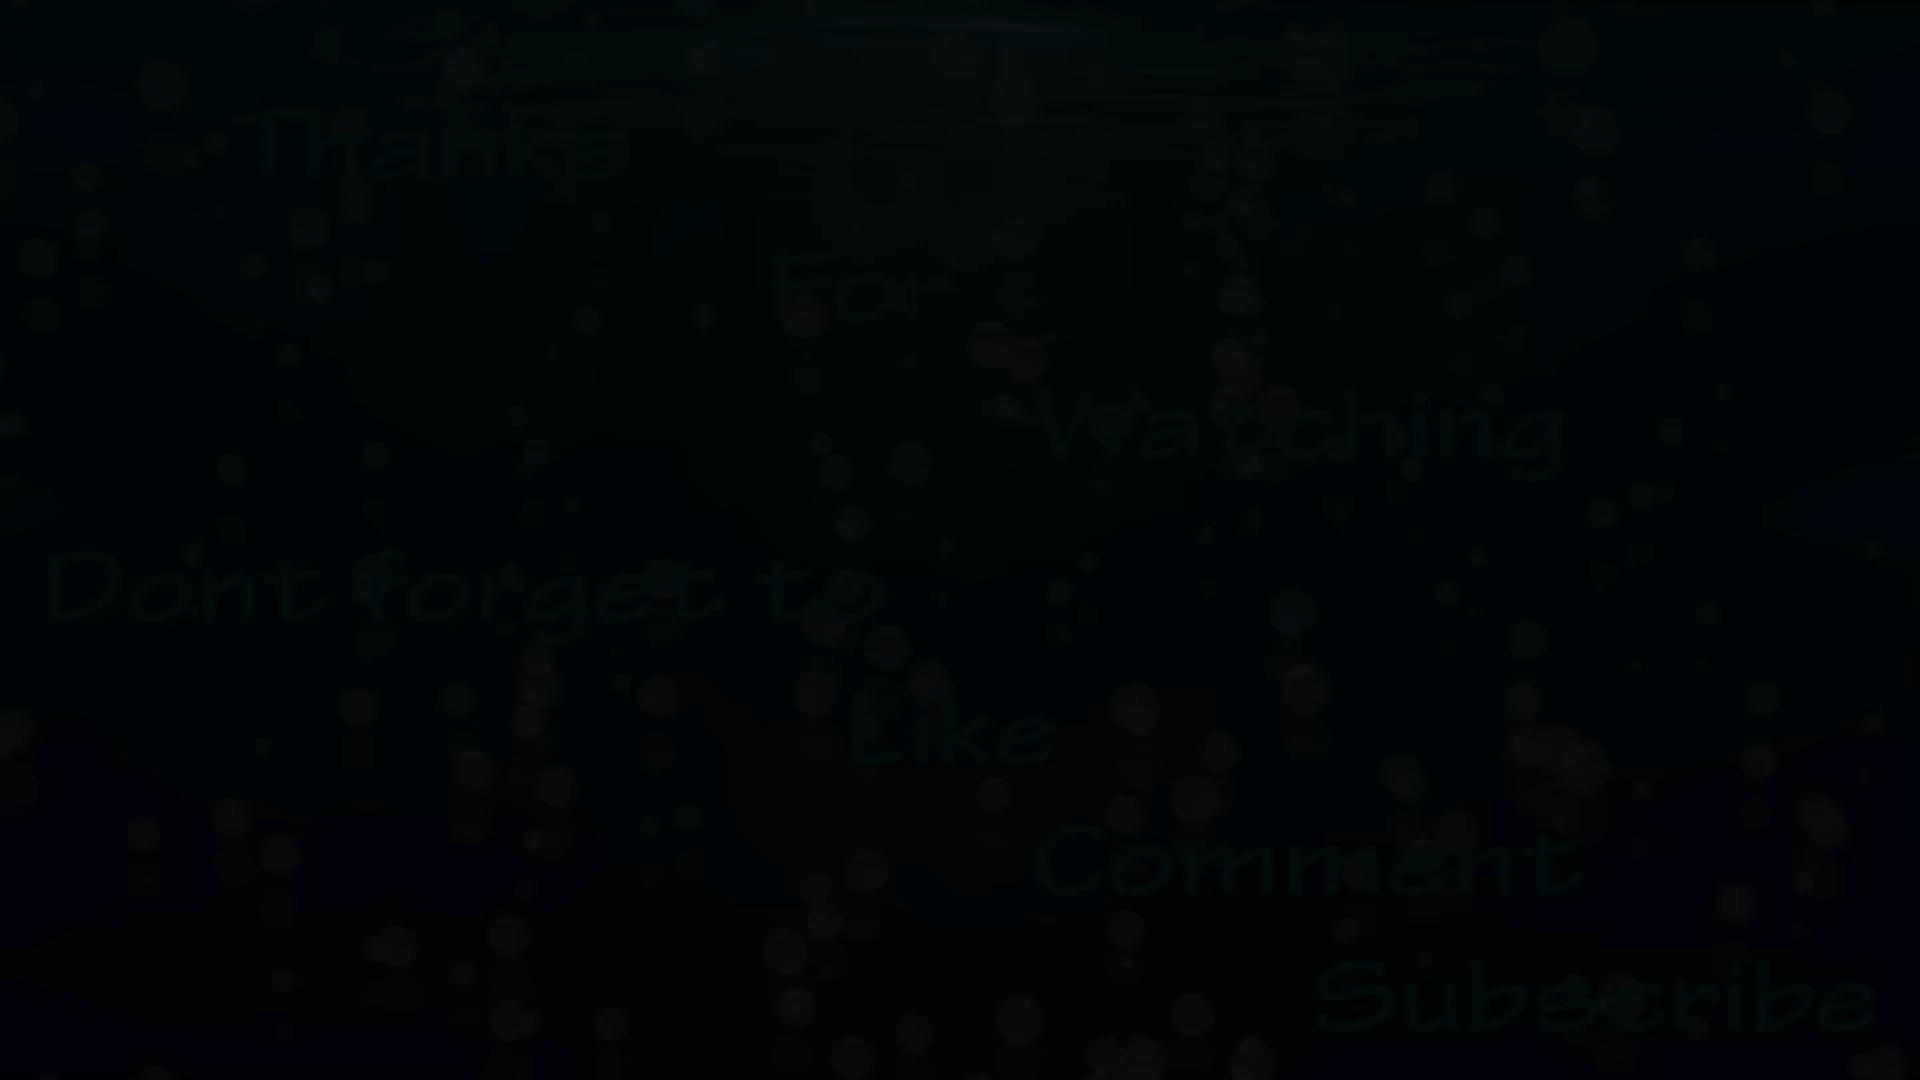 Thanks
For
Watching
Dont forget to
Like
Comment
Subscribe